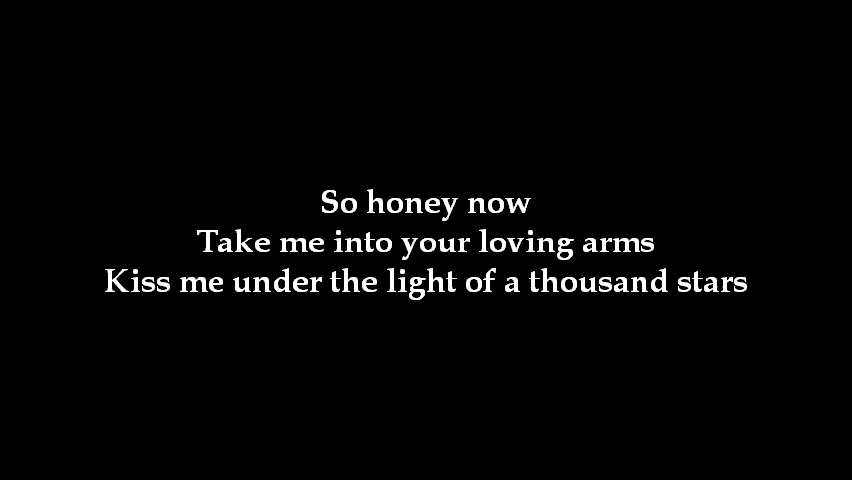 So honey now
Take me into your loving arms
Kiss me under the light of a thousand stars